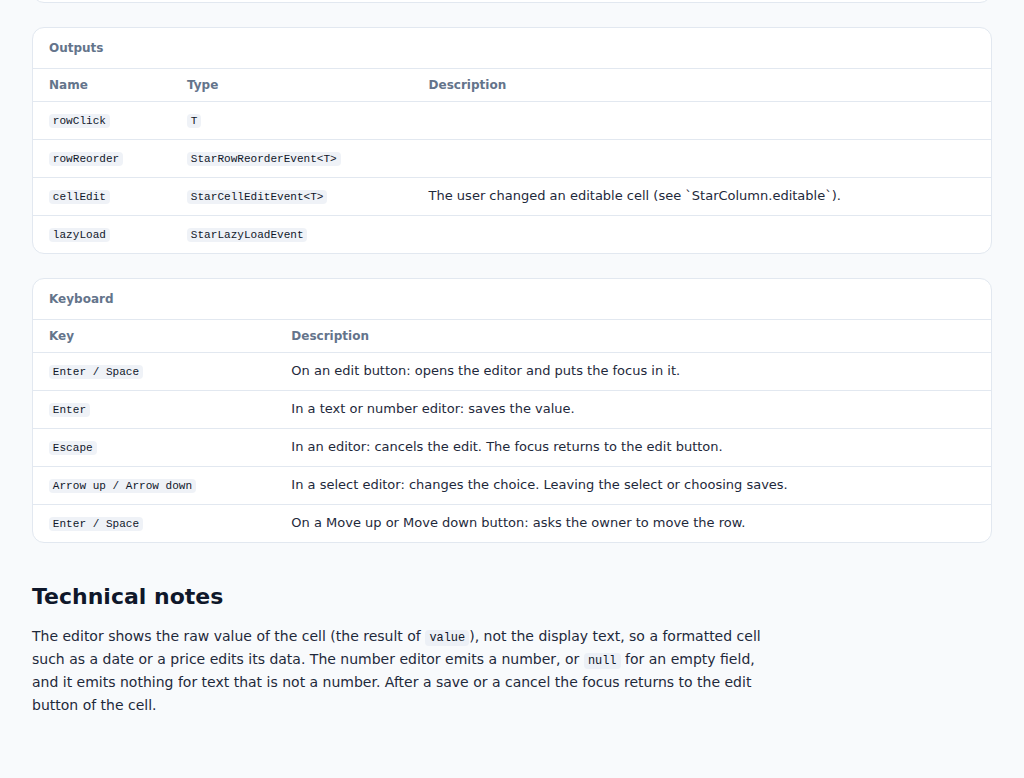 Outputs
Name Type Description
rowClick T
rowReorder StarRowReorderEvent<T>
cellEdit StarCellEditEvent<T> The user changed an editable cell (see `StarColumn.editable`).
lazyLoad StarLazyLoadEvent
Keyboard
Key Description
Enter / Space On an edit button: opens the editor and puts the focus in it.
Enter In a text or number editor: saves the value.
Escape In an editor: cancels the edit. The focus returns to the edit button.
Arrow up / Arrow down In a select editor: changes the choice. Leaving the select or choosing saves.
Enter / Space On a Move up or Move down button: asks the owner to move the row.
Technical notes
The editor shows the raw value of the cell (the result of value), not the display text, so a formatted cell
such as a date or a price edits its data. The number editor emits a number, or null for an empty field,
and it emits nothing for text that is not a number. After a save or a cancel the focus returns to the edit
button of the cell.